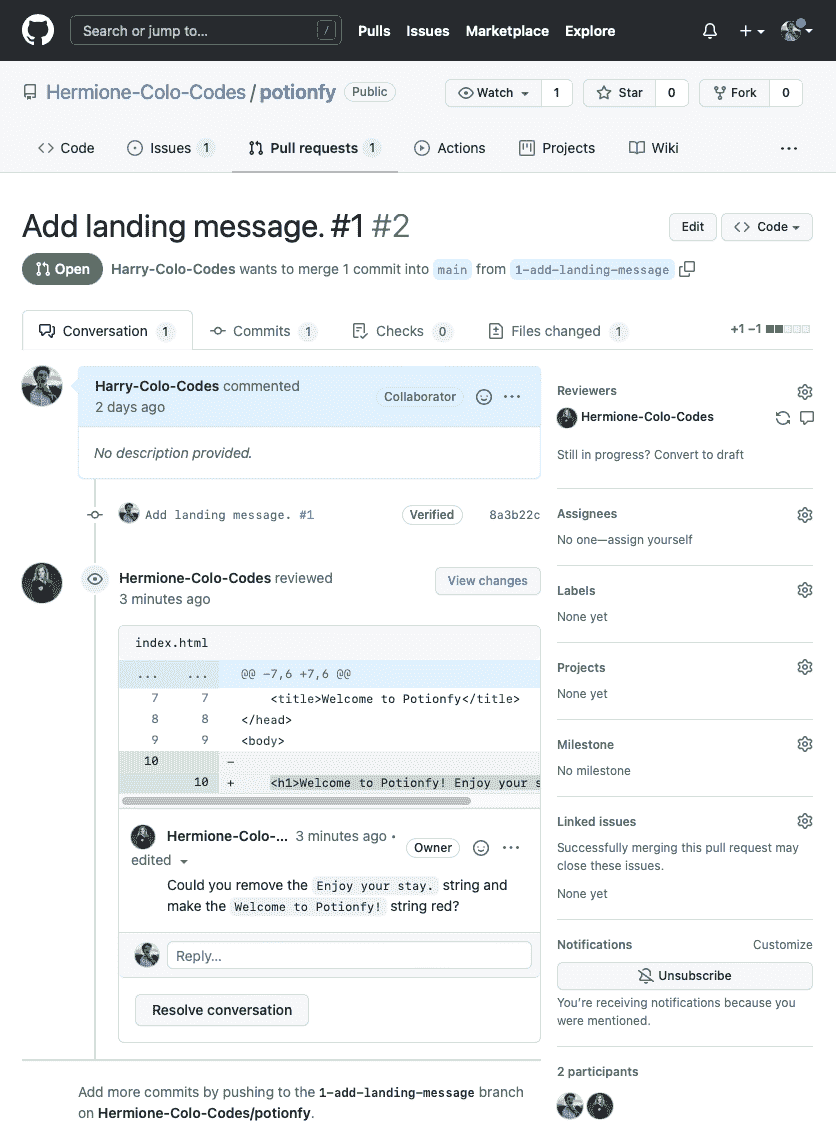 Search or jump to... /
Pulls Issues Marketplace Explore
Hermione-Colo-Codes / potionfy Public
Watch 1 Star 0 Fork 0
Code Issues 1 Pull requests 1 Actions Projects Wiki ...
Add landing message. #1 #2
Edit <> Code
Open Harry-Colo-Codes wants to merge 1 commit into main from 1-add-landing-message
Conversation 1 Commits 1 Checks 0 Files changed 1 +1 −1
Harry-Colo-Codes commented
2 days ago
Collaborator ...
No description provided.
Add landing message. #1 Verified 8a3b22c
Hermione-Colo-Codes reviewed
3 minutes ago
View changes
index.html
... ... @@ -7,6 +7,6 @@
7 7 <title>Welcome to Potionfy</title>
8 8 </head>
9 9 <body>
10 −
10 + <h1>Welcome to Potionfy! Enjoy your s
Hermione-Colo-... 3 minutes ago •
edited
Owner ...
Could you remove the Enjoy your stay. string and
make the Welcome to Potionfy! string red?
Reply...
Resolve conversation
Add more commits by pushing to the 1-add-landing-message branch
on Hermione-Colo-Codes/potionfy.
Reviewers
Hermione-Colo-Codes
Still in progress? Convert to draft
Assignees
No one—assign yourself
Labels
None yet
Projects
None yet
Milestone
No milestone
Linked issues
Successfully merging this pull request may
close these issues.
None yet
Notifications Customize
Unsubscribe
You’re receiving notifications because you
were mentioned.
2 participants